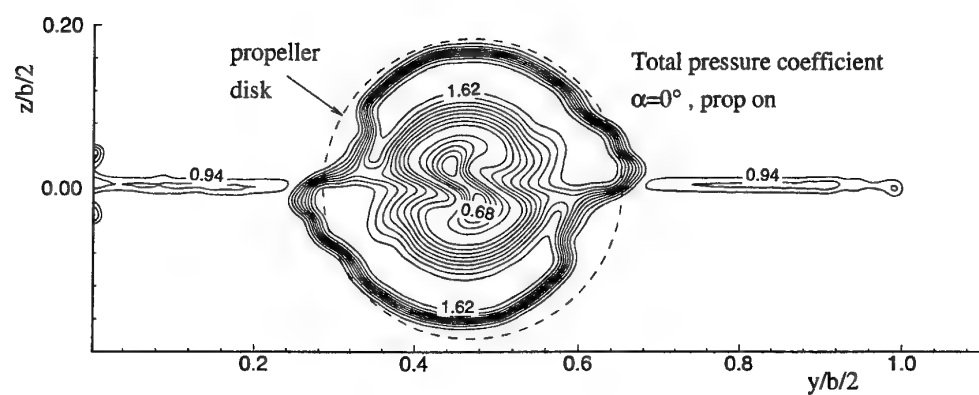 0.20
z/b/2
0.00
propeller
disk
1.62
Total pressure coefficient
α=0° , prop on
0.94
0.68
0.94
1.62
0.2
0.4
0.6
0.8
1.0
y/b/2